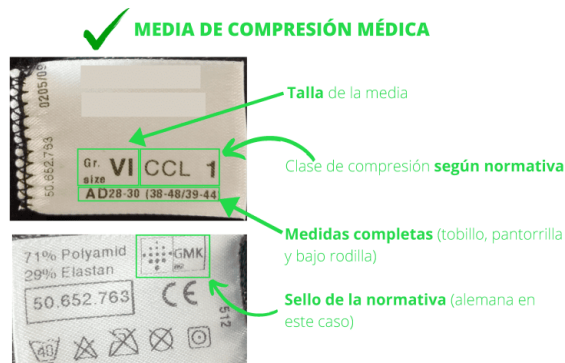 MEDIA DE COMPRESIÓN MÉDICA
0205/09
50.652.763
Gr.
size
VI
CCL 1
AD28-30 (38-48/39-44
Talla de la media
Clase de compresión según normativa
Medidas completas (tobillo, pantorrilla
y bajo rodilla)
71% Polyamid
29% Elastan
GMK
50.652.763
CE
512
40
Sello de la normativa (alemana en
este caso)